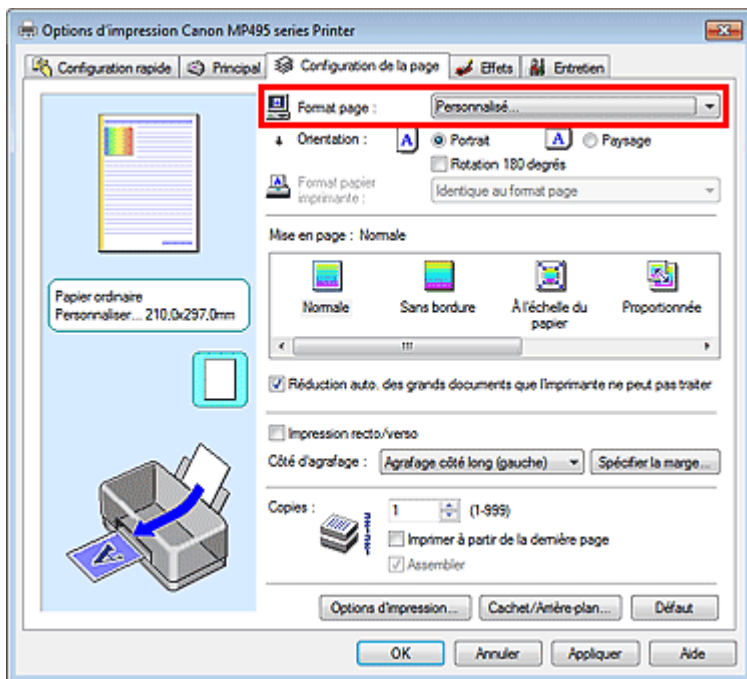 Options d'impression Canon MP495 series Printer
Configuration rapide Principal Configuration de la page Effets Entretien
Format page : Personnalisé...
Orientation : A Portrait A Paysage
Rotation 180 degrés
Format papier
imprimante : Identique au format page
Mise en page : Normale
Normale Sans bordure À l'échelle du
papier Proportionnée
Papier ordinaire
Personnaliser... 210,0x297,0mm
Réduction auto. des grands documents que l'imprimante ne peut pas traiter
Impression recto/verso
Côté d'agrafage : Agrafage côté long (gauche) Spécifier la marge...
Copies : 1 (1-999)
Imprimer à partir de la dernière page
Assembler
A
Options d'impression... Cachet/Arrière-plan... Défaut
OK Annuler Appliquer Aide